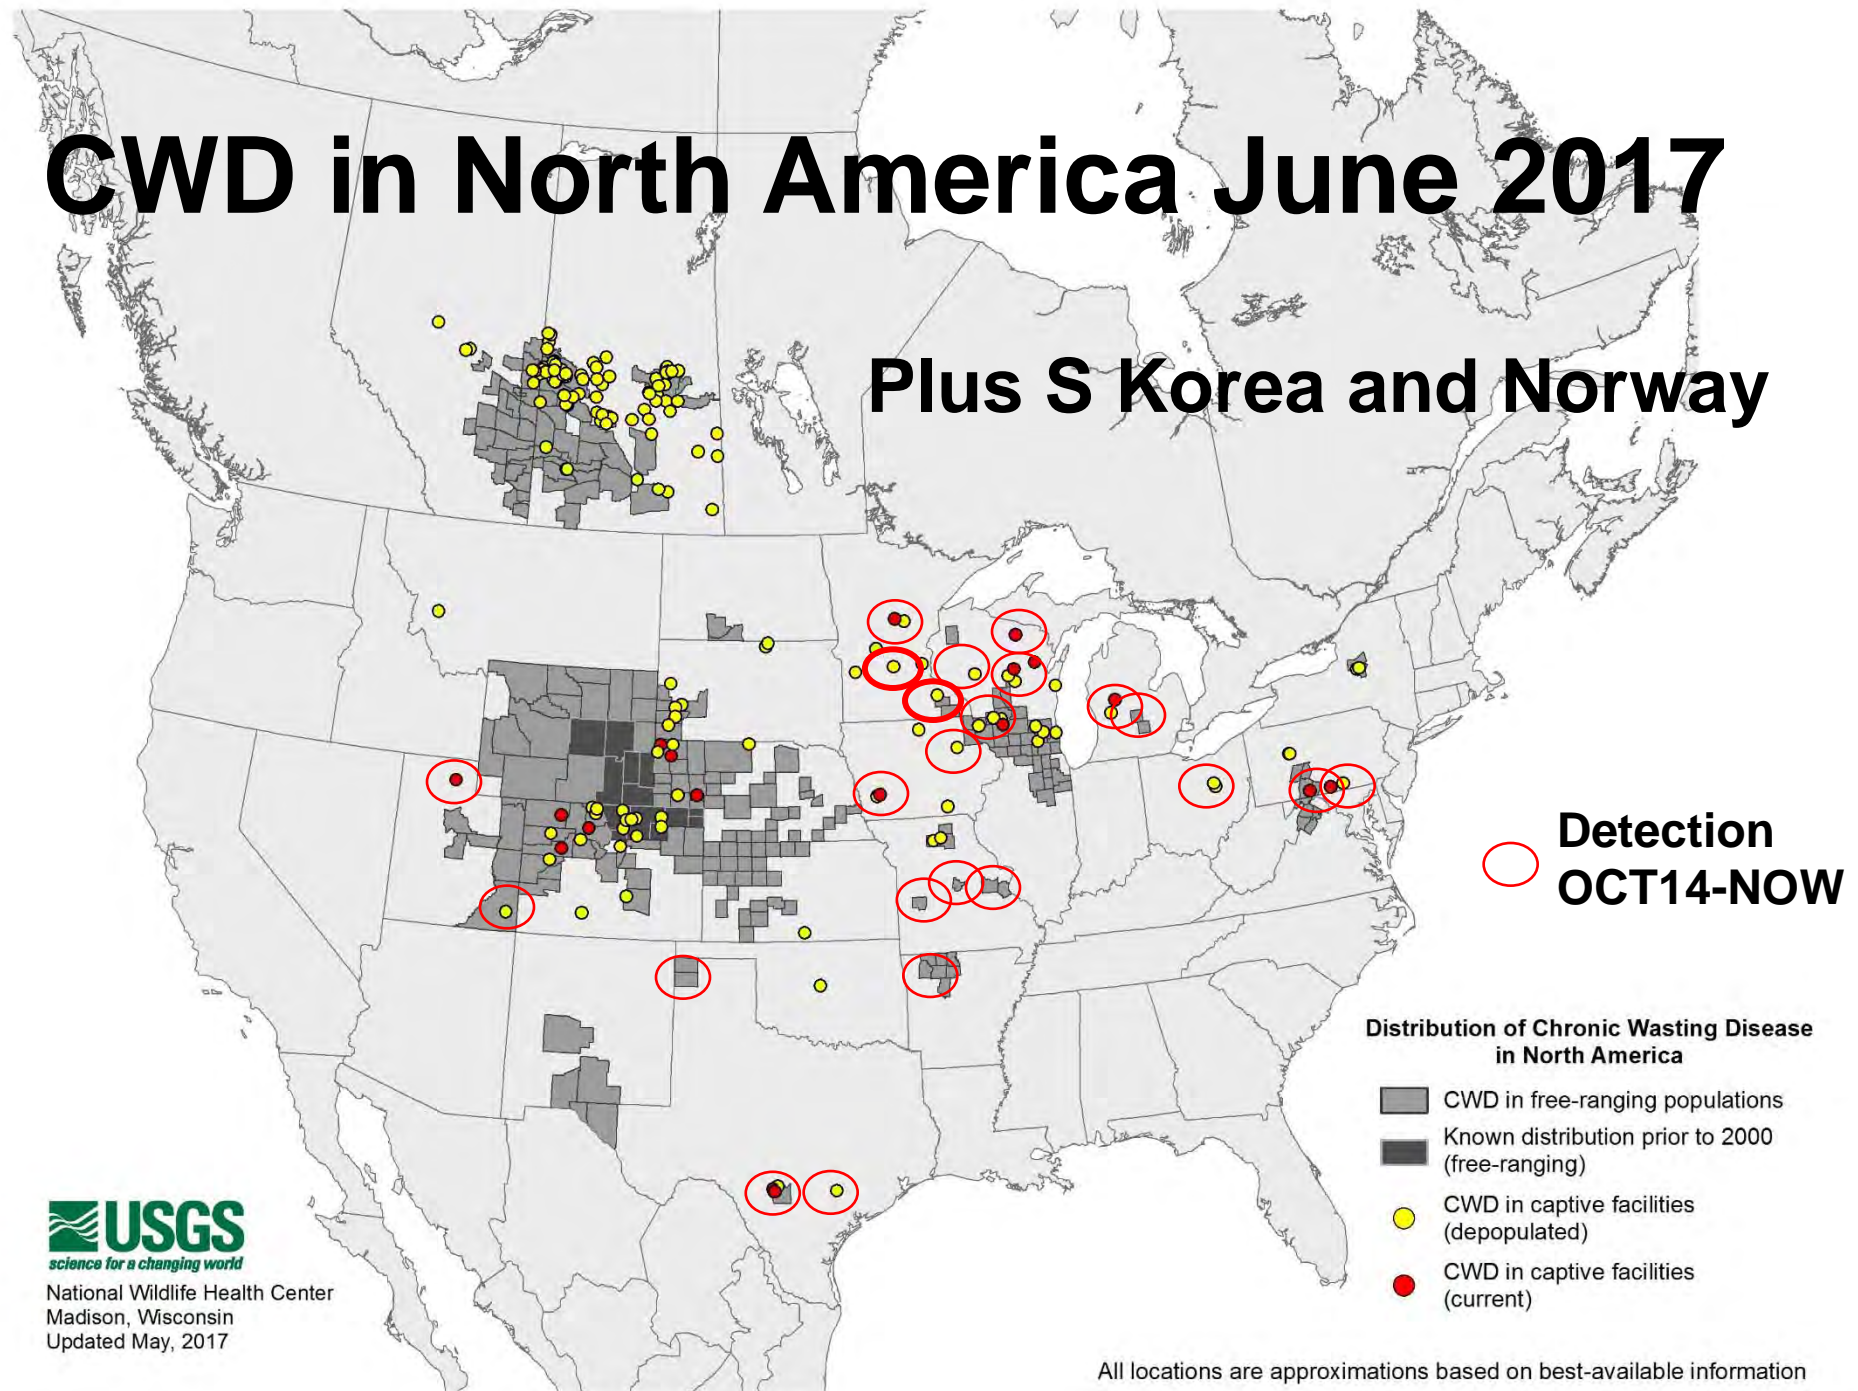 CWD in North America June 2017
Plus S Korea and Norway
Detection
OCT14-NOW
Distribution of Chronic Wasting Disease
in North America
CWD in free-ranging populations
Known distribution prior to 2000
(free-ranging)
CWD in captive facilities
(depopulated)
CWD in captive facilities
(current)
USGS
science for a changing world
National Wildlife Health Center
Madison, Wisconsin
Updated May, 2017
All locations are approximations based on best-available information